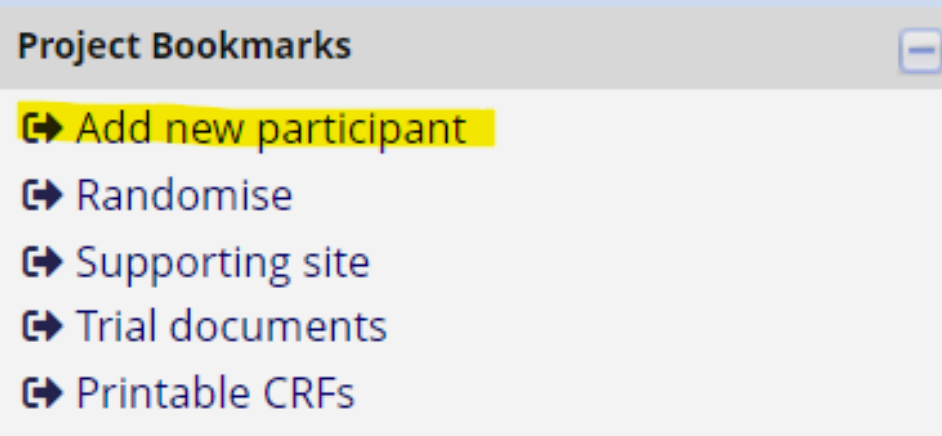 Project Bookmarks
Add new participant
Randomise
Supporting site
Trial documents
Printable CRFs